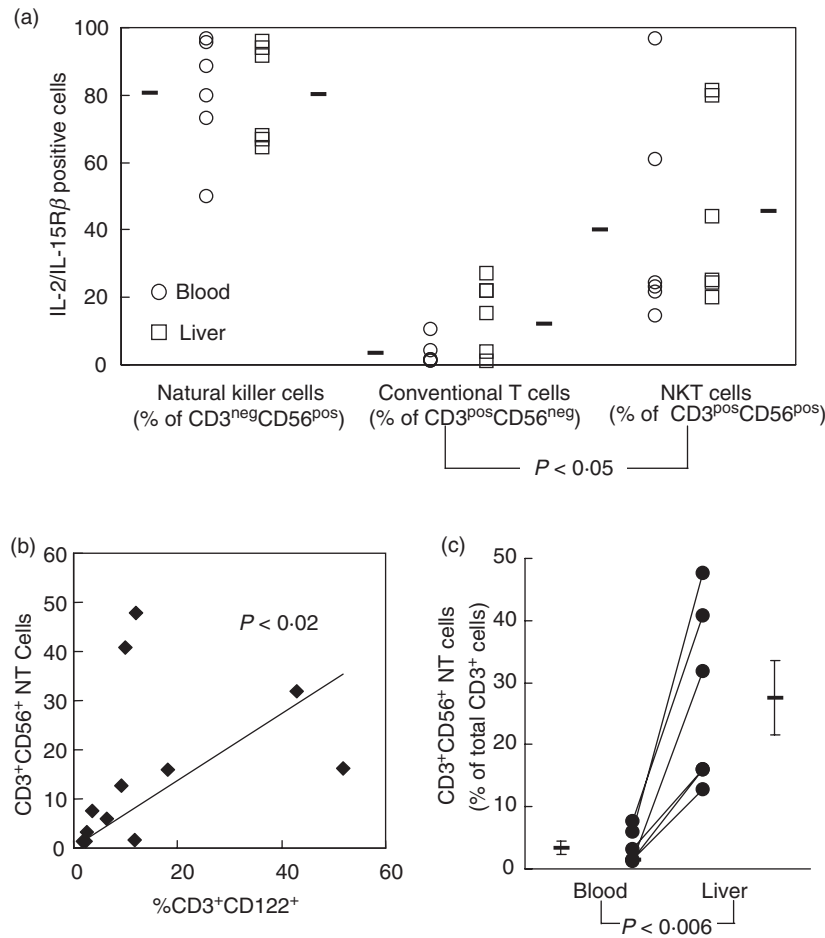 (a)
100
80
60
40
20
0
IL-2/IL-15Rβ positive cells
Blood
Liver
Natural killer cells
(% of CD3negCD56pos)
Conventional T cells
(% of CD3posCD56neg)
NKT cells
(% of CD3posCD56pos)
P < 0·05
(b)
60
50
40
30
20
10
0
CD3+CD56+ NT Cells
P < 0·02
0 20 40 60
%CD3+CD122+
(c)
50
40
30
20
10
0
CD3+CD56+ NT cells
(% of total CD3+ cells)
Blood Liver
P < 0·006